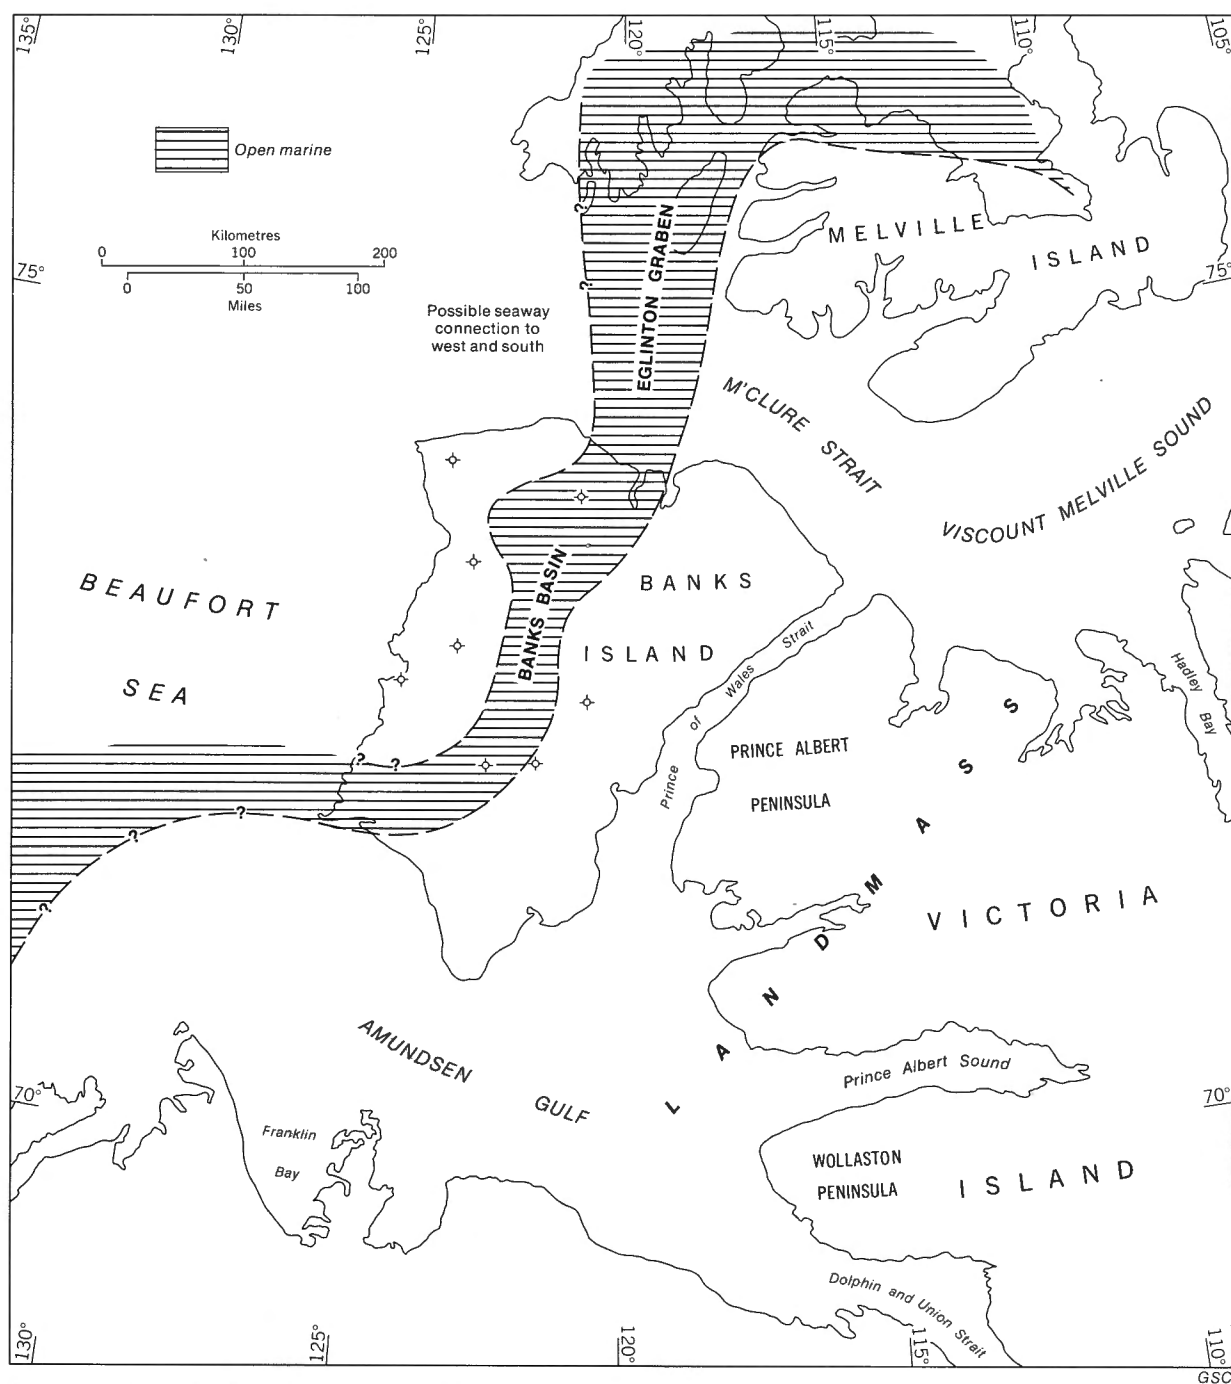 135°
130°
125°
120°
115°
110°
105°
Open marine
Kilometres
0 100 200
0 50 100
Miles
75°
75°
MELVILLE
ISLAND
EGLINTON GRABEN
Possible seaway
connection to
west and south
?
?
M'CLURE STRAIT
VISCOUNT MELVILLE SOUND
BEAUFORT
SEA
BANKS BASIN
BANKS
ISLAND
Prince of Wales Strait
Hadley
Bay
PRINCE ALBERT
PENINSULA
?
?
?
?
?
LAND MASS
VICTORIA
ISLAND
AMUNDSEN
GULF
Prince Albert Sound
70°
70°
Franklin
Bay
WOLLASTON
PENINSULA
Dolphin and Union Strait
130°
125°
120°
115°
110°
GSC